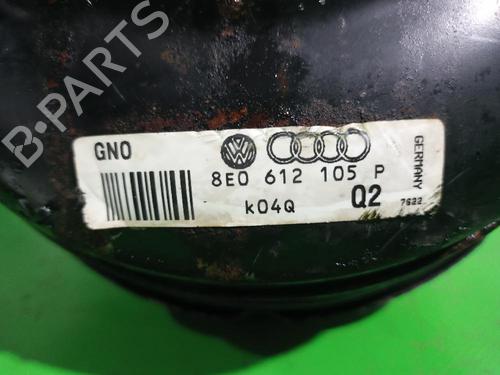 B-PARTS
GNO
8E0 612 105 P
k04Q
Q2
GERMANY
7622